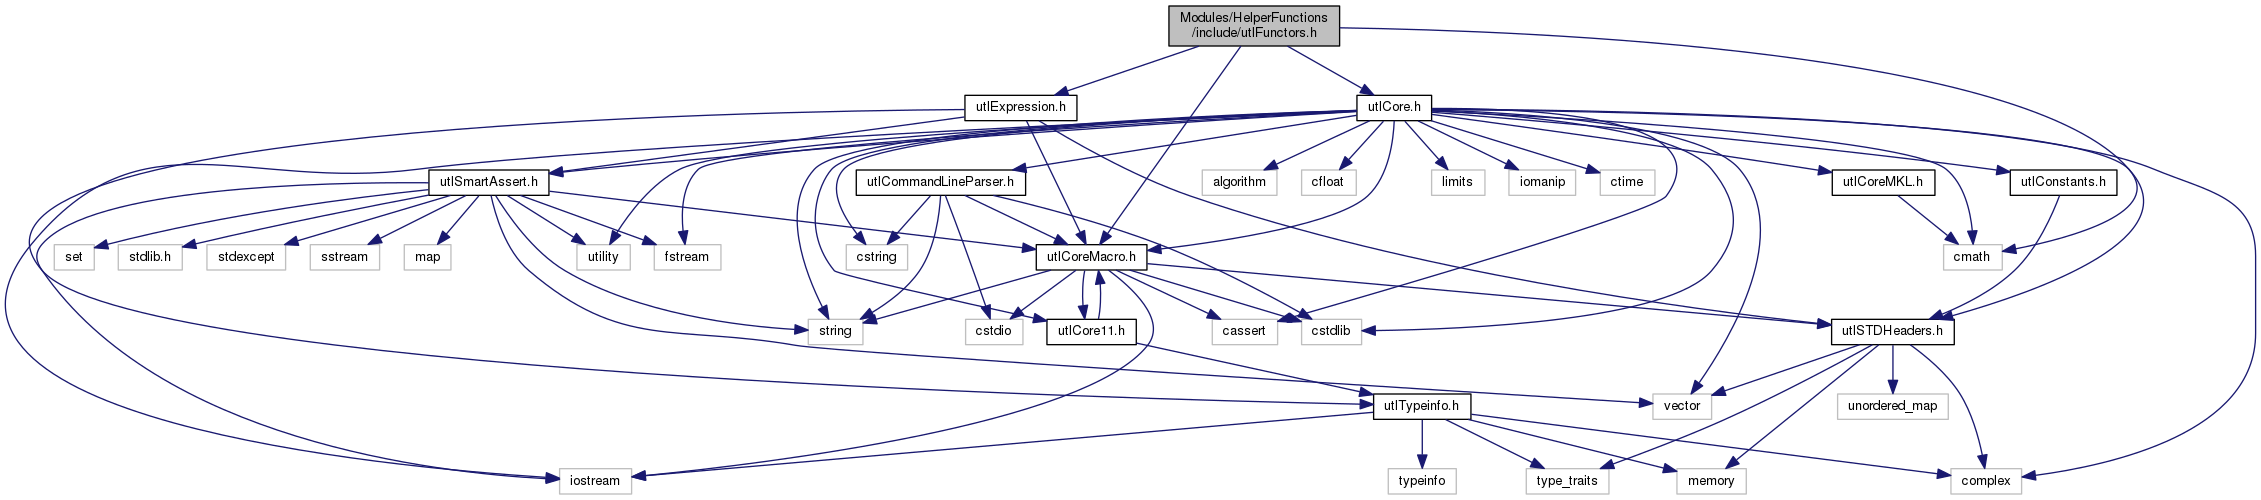 Modules/HelperFunctions
/include/utlFunctors.h
utlExpression.h
utlCore.h
utlSmartAssert.h
utlCommandLineParser.h
algorithm
cfloat
limits
iomanip
ctime
utlCoreMKL.h
utlConstants.h
set
stdlib.h
stdexcept
sstream
map
utility
fstream
cstring
utlCoreMacro.h
cmath
string
cstdio
utlCore11.h
cassert
cstdlib
utlSTDHeaders.h
utlTypeinfo.h
vector
unordered_map
iostream
typeinfo
type_traits
memory
complex